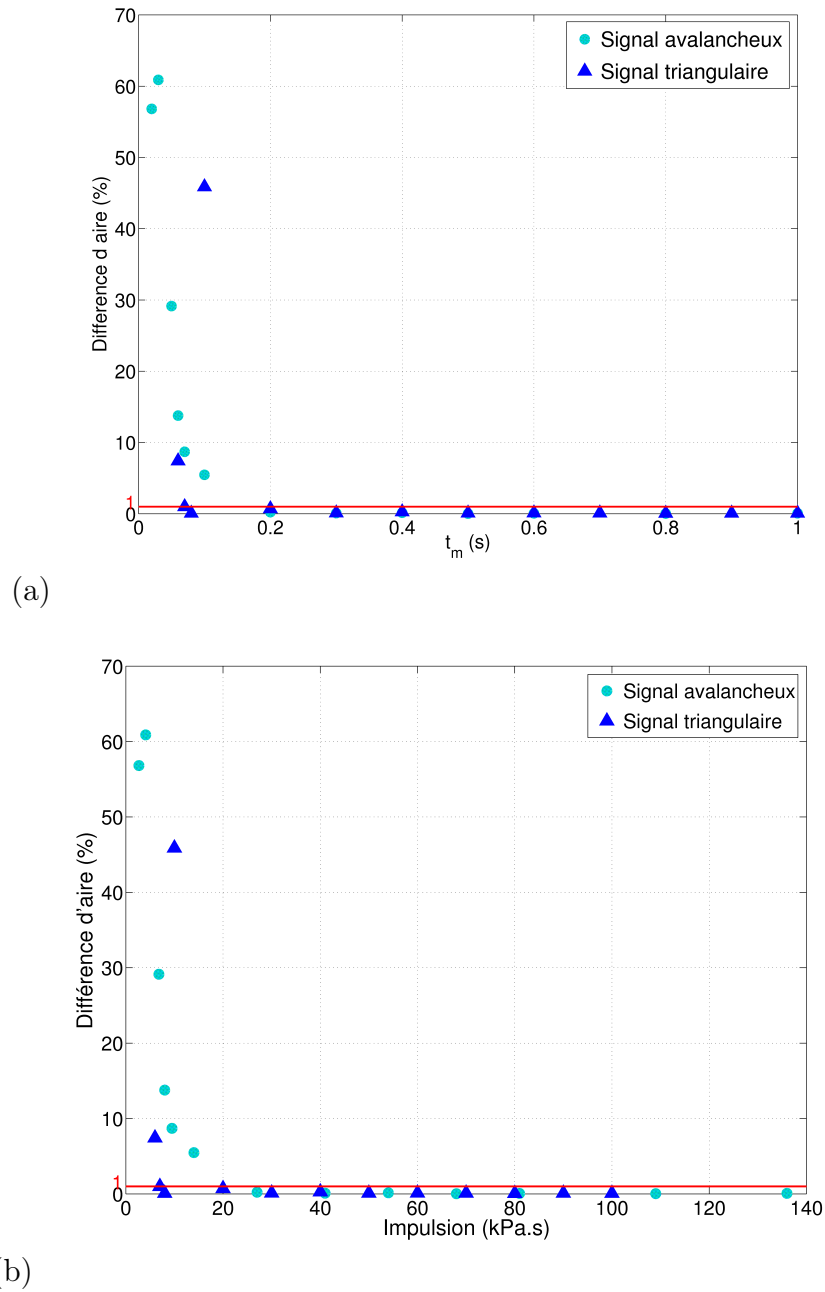 70
60
50
40
30
20
10
1
0
Difference d aire (%)
Signal avalancheux
Signal triangulaire
0 0.2 0.4 0.6 0.8 1
t_m (s)
(a)
70
60
50
40
30
20
10
1
0
Différence d'aire (%)
Signal avalancheux
Signal triangulaire
0 20 40 60 80 100 120 140
Impulsion (kPa.s)
(b)